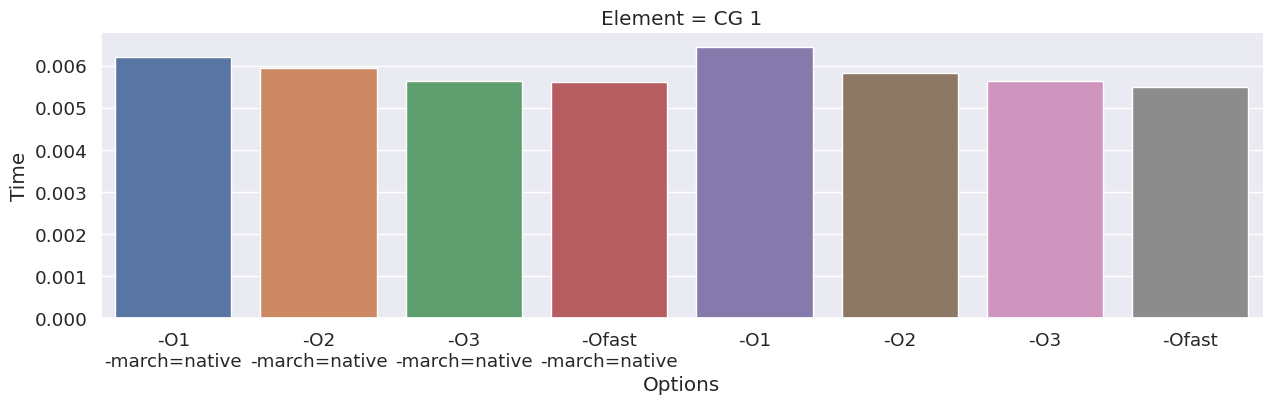 Element = CG 1
Time
0.006
0.005
0.004
0.003
0.002
0.001
0.000
-O1
-march=native
-O2
-march=native
-O3
-march=native
-Ofast
-march=native
-O1
-O2
-O3
-Ofast
Options